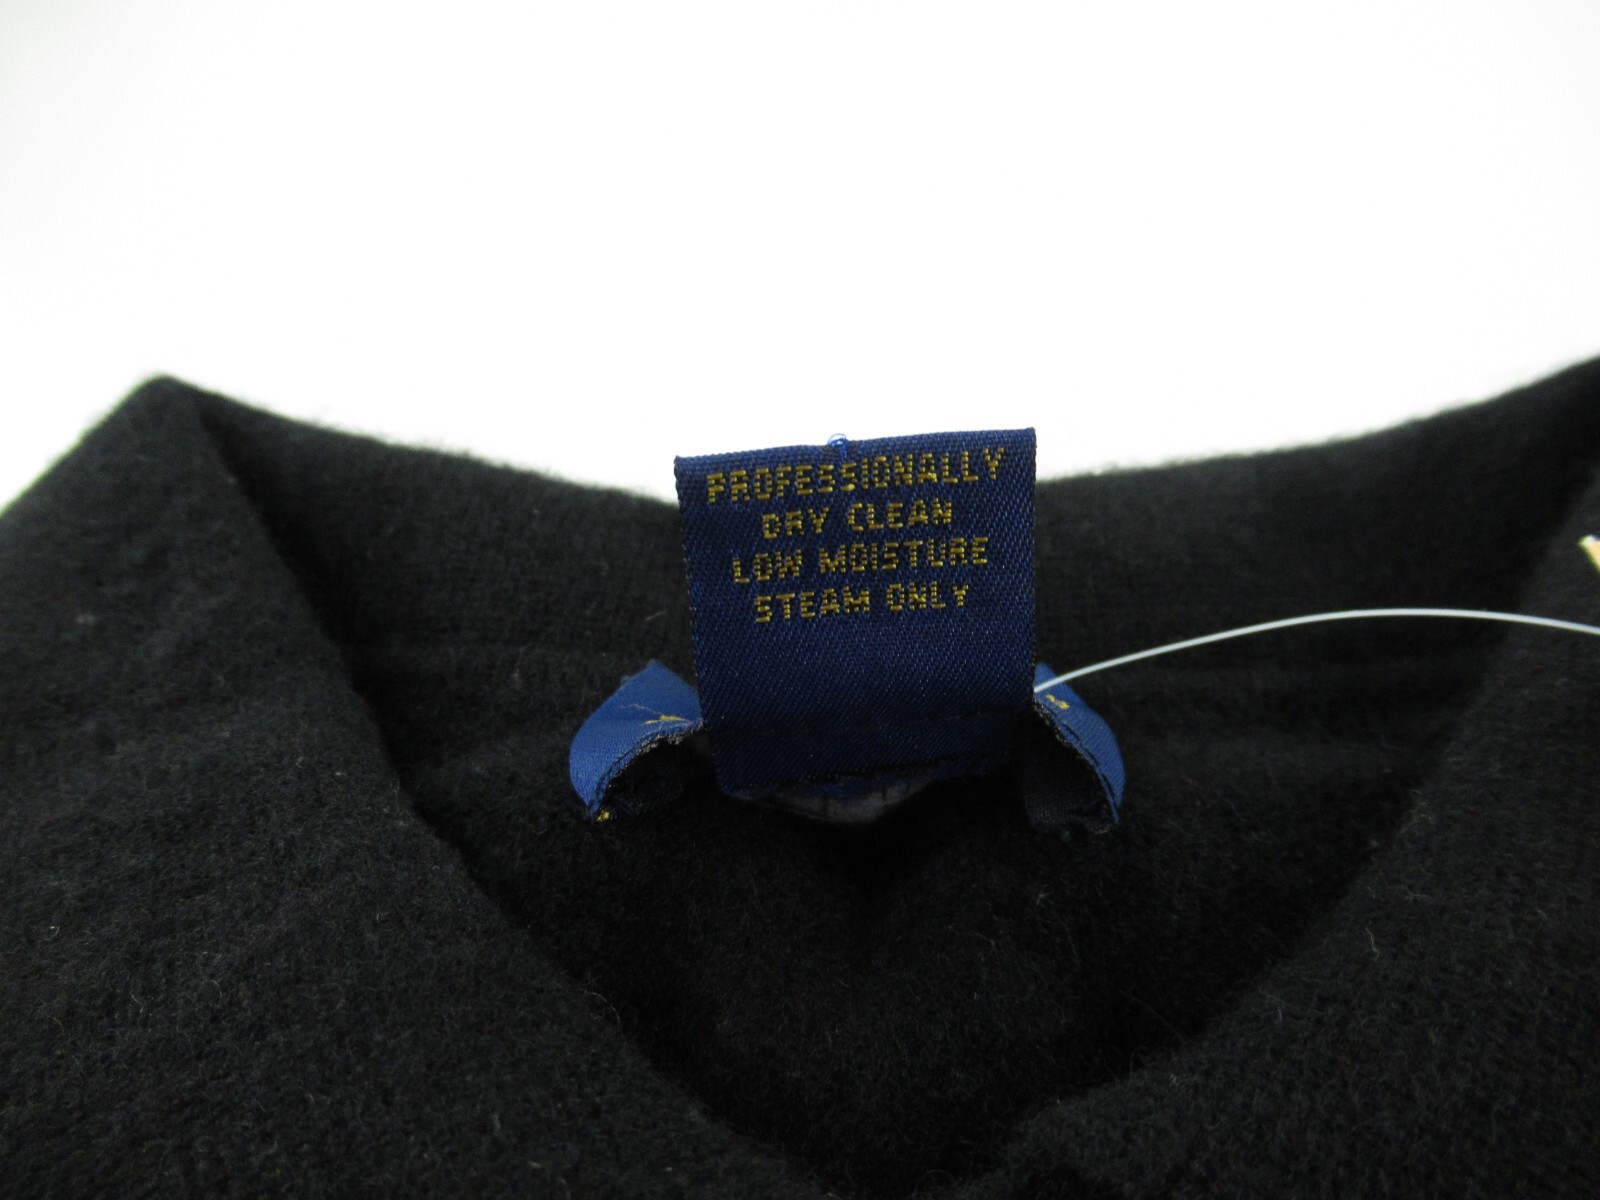 PROFESSIONALLY
DRY CLEAN
LOW MOISTURE
STEAM ONLY